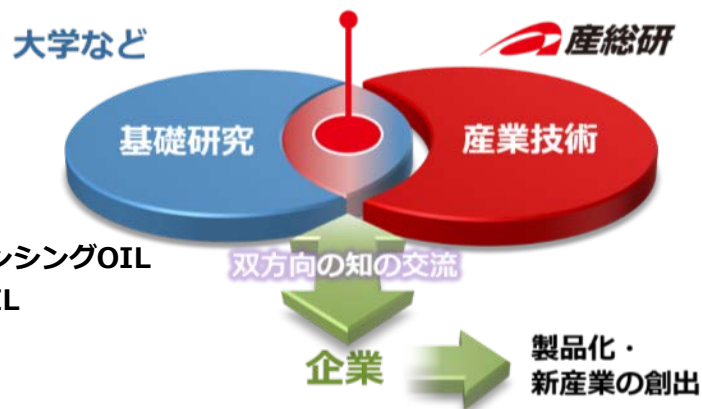 大学など
産総研
基礎研究
産業技術
ンシングOIL
双方向の知の交流
IL
企業
製品化・
新産業の創出